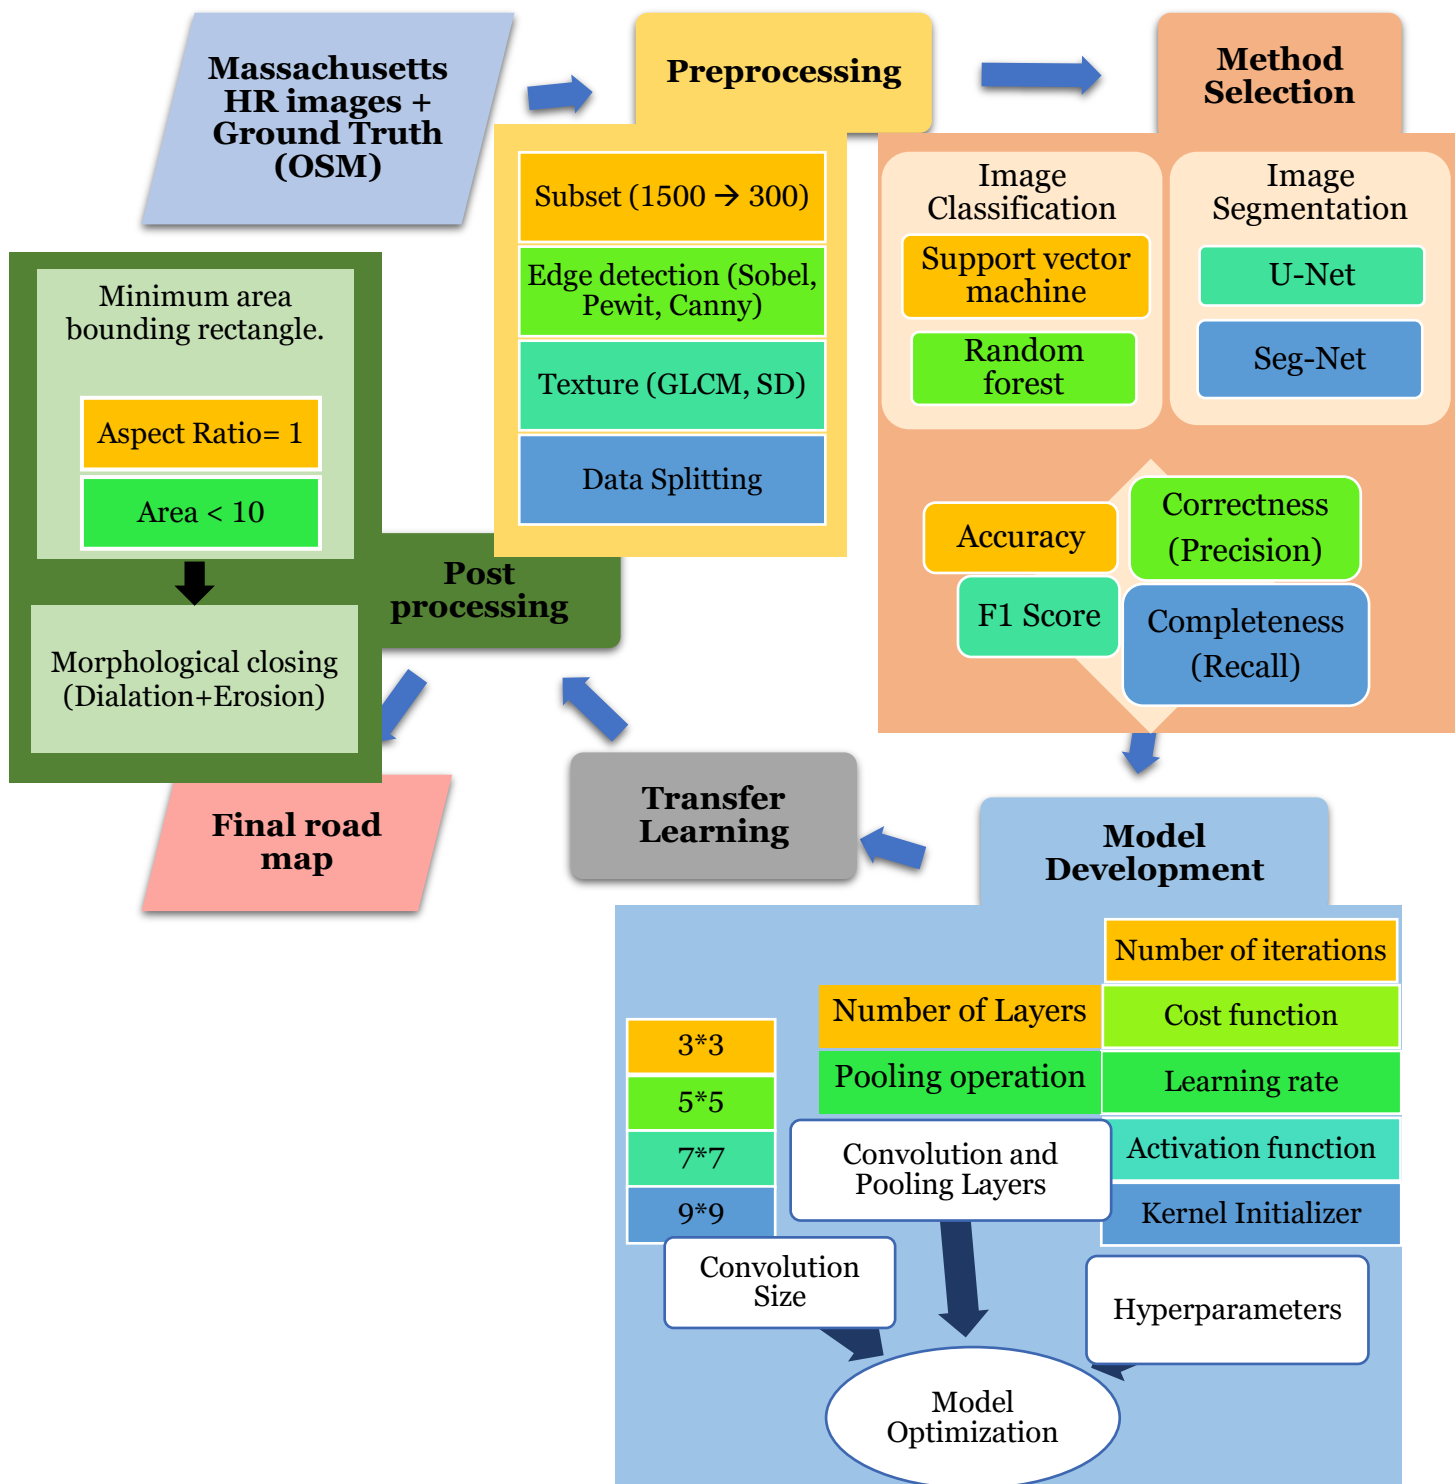 Massachusetts
HR images +
Ground Truth
(OSM)
Preprocessing
Subset (1500 → 300)
Edge detection (Sobel,
Pewit, Canny)
Texture (GLCM, SD)
Data Splitting
Method
Selection
Image
Classification
Support vector
machine
Random
forest
Image
Segmentation
U-Net
Seg-Net
Accuracy
Correctness
(Precision)
F1 Score
Completeness
(Recall)
Model
Development
Number of iterations
Cost function
Learning rate
Activation function
Kernel Initializer
Hyperparameters
Number of Layers
Pooling operation
Convolution and
Pooling Layers
3*3
5*5
7*7
9*9
Convolution
Size
Model
Optimization
Transfer
Learning
Post
processing
Minimum area
bounding rectangle.
Aspect Ratio= 1
Area < 10
Morphological closing
(Dialation+Erosion)
Final road
map